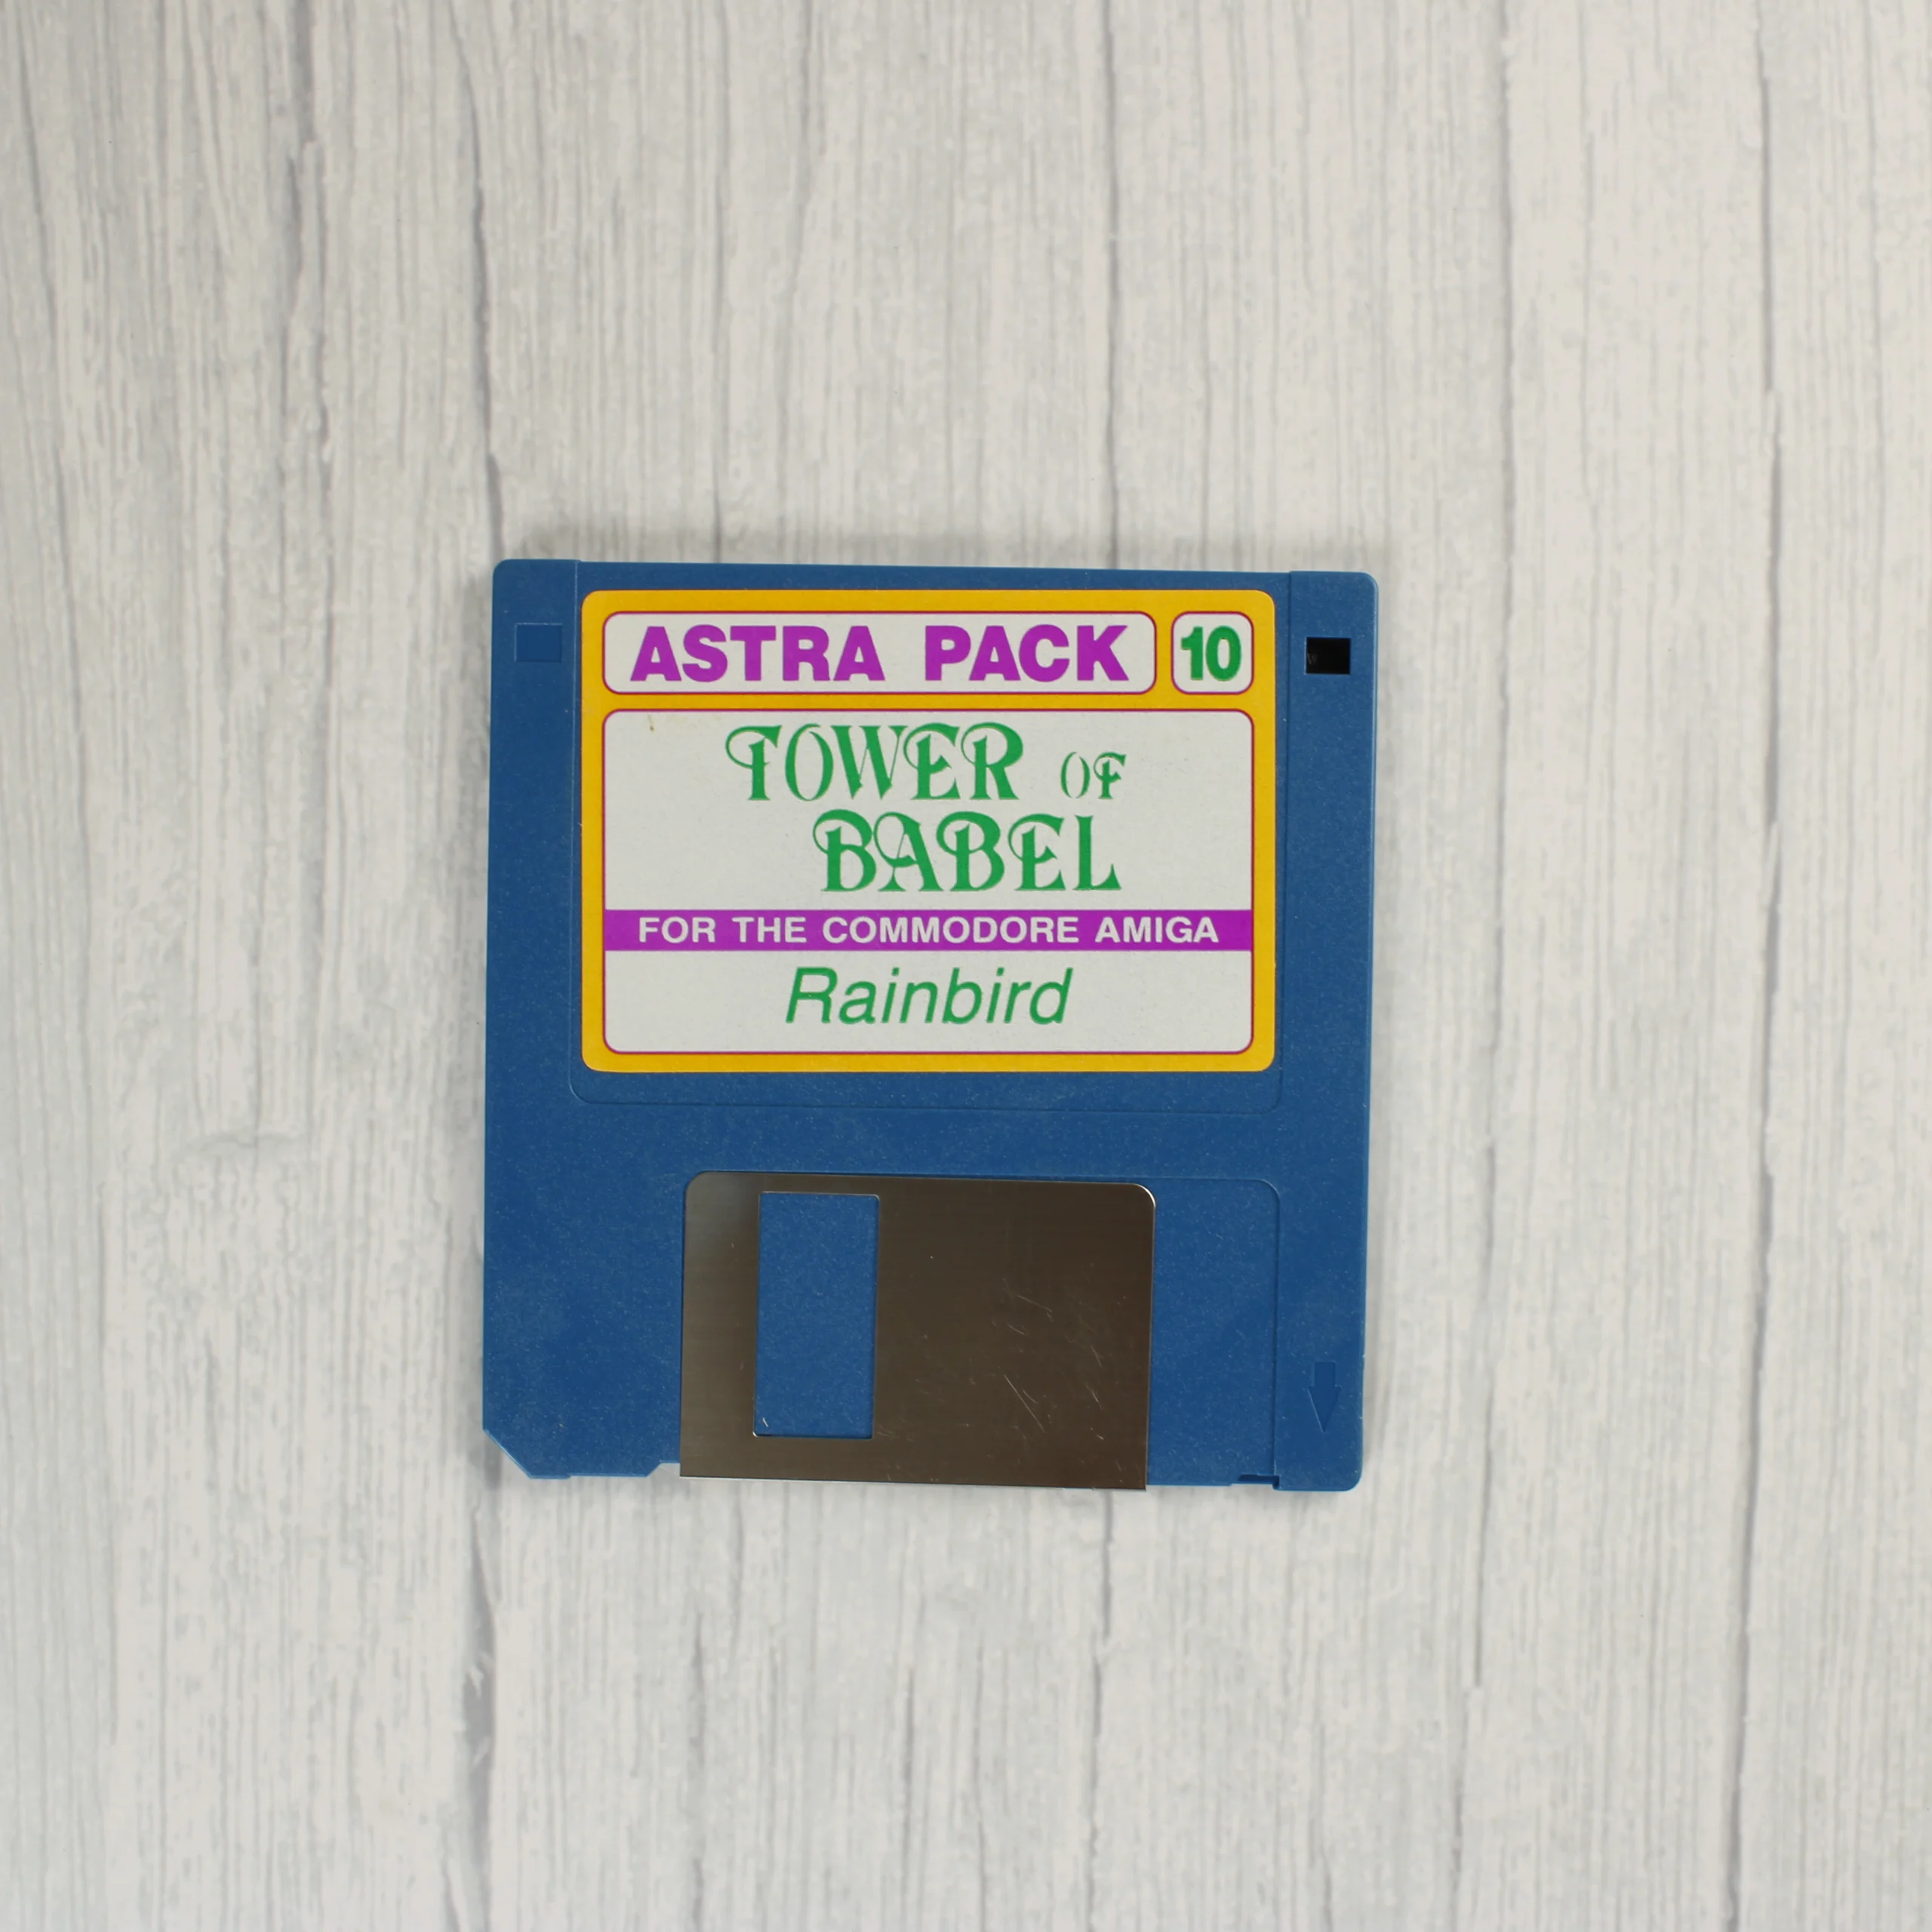 ASTRA PACK 10
TOWER OF
BABEL
FOR THE COMMODORE AMIGA
Rainbird